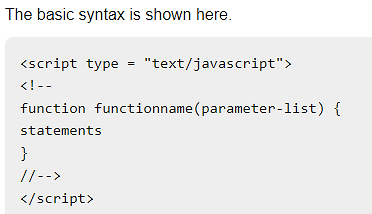 The basic syntax is shown here.
<script type = "text/javascript">
<!--
function functionname(parameter-list) {
statements
}
//-->
</script>